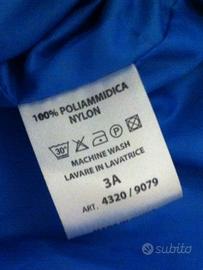 100% POLIAMMIDICA
NYLON
30°
P
MACHINE WASH
LAVARE IN LAVATRICE
3A
ART. 4320/9079
subito